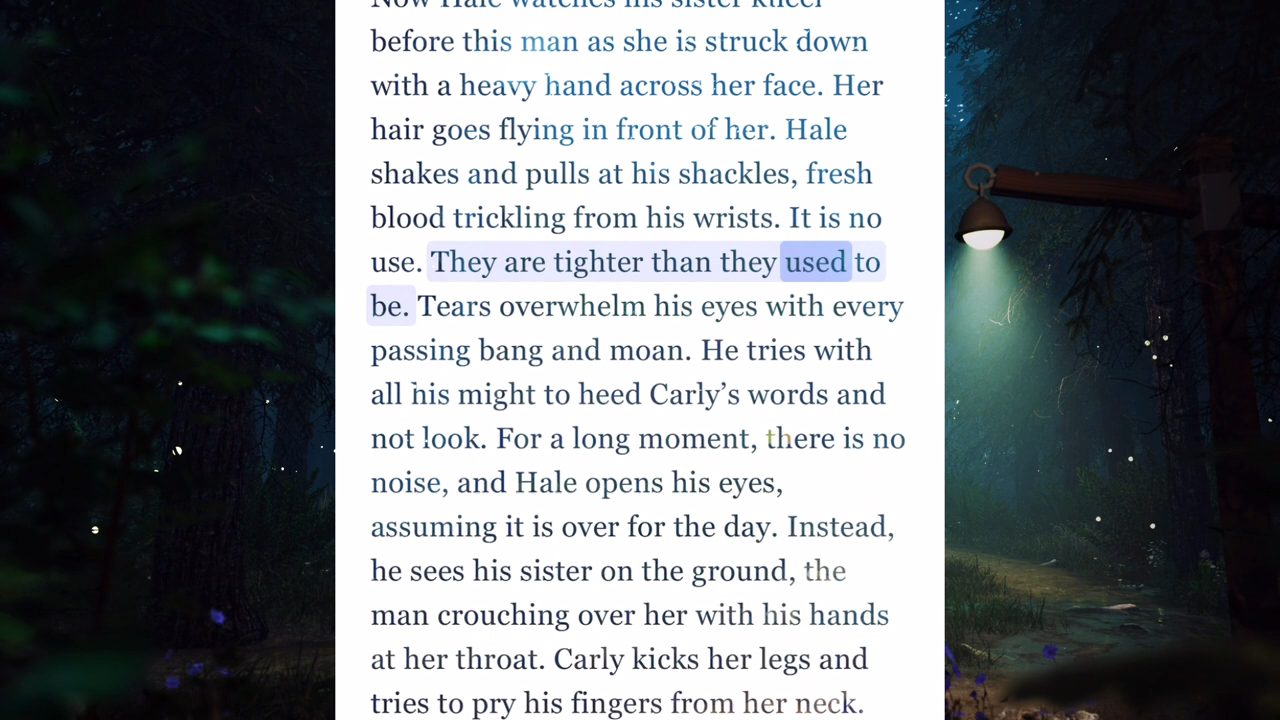 Now Hale watches his sister kneel
before this man as she is struck down
with a heavy hand across her face. Her
hair goes flying in front of her. Hale
shakes and pulls at his shackles, fresh
blood trickling from his wrists. It is no
use. They are tighter than they used to
be. Tears overwhelm his eyes with every
passing bang and moan. He tries with
all his might to heed Carly’s words and
not look. For a long moment, there is no
noise, and Hale opens his eyes,
assuming it is over for the day. Instead,
he sees his sister on the ground, the
man crouching over her with his hands
at her throat. Carly kicks her legs and
tries to pry his fingers from her neck.